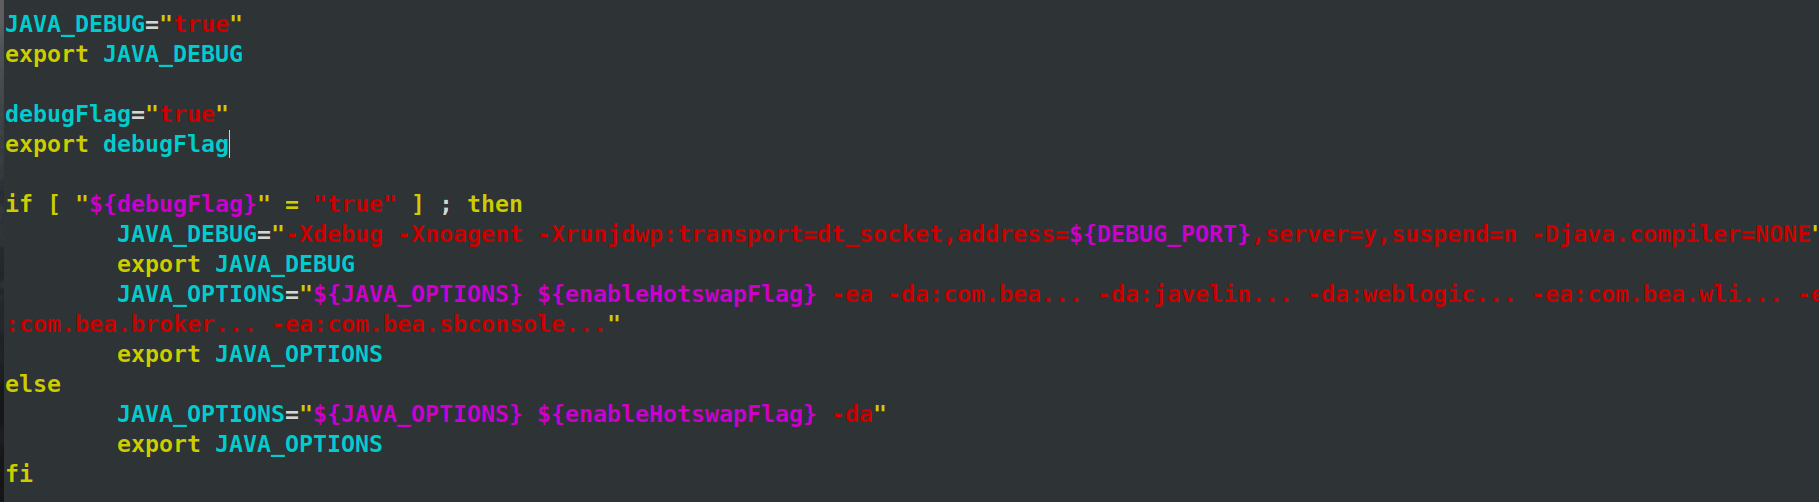 JAVA_DEBUG="true"
export JAVA_DEBUG
debugFlag="true"
export debugFlag
if [ "${debugFlag}" = "true" ] ; then
JAVA_DEBUG="-Xdebug -Xnoagent -Xrunjdwp:transport=dt_socket,address=${DEBUG_PORT},server=y,suspend=n -Djava.compiler=NONE"
export JAVA_DEBUG
JAVA_OPTIONS="${JAVA_OPTIONS} ${enableHotswapFlag} -ea -da:com.bea... -da:javelin... -da:weblogic... -ea:com.bea.wli... -e
:com.bea.broker... -ea:com.bea.sbconsole..."
export JAVA_OPTIONS
else
JAVA_OPTIONS="${JAVA_OPTIONS} ${enableHotswapFlag} -da"
export JAVA_OPTIONS
fi